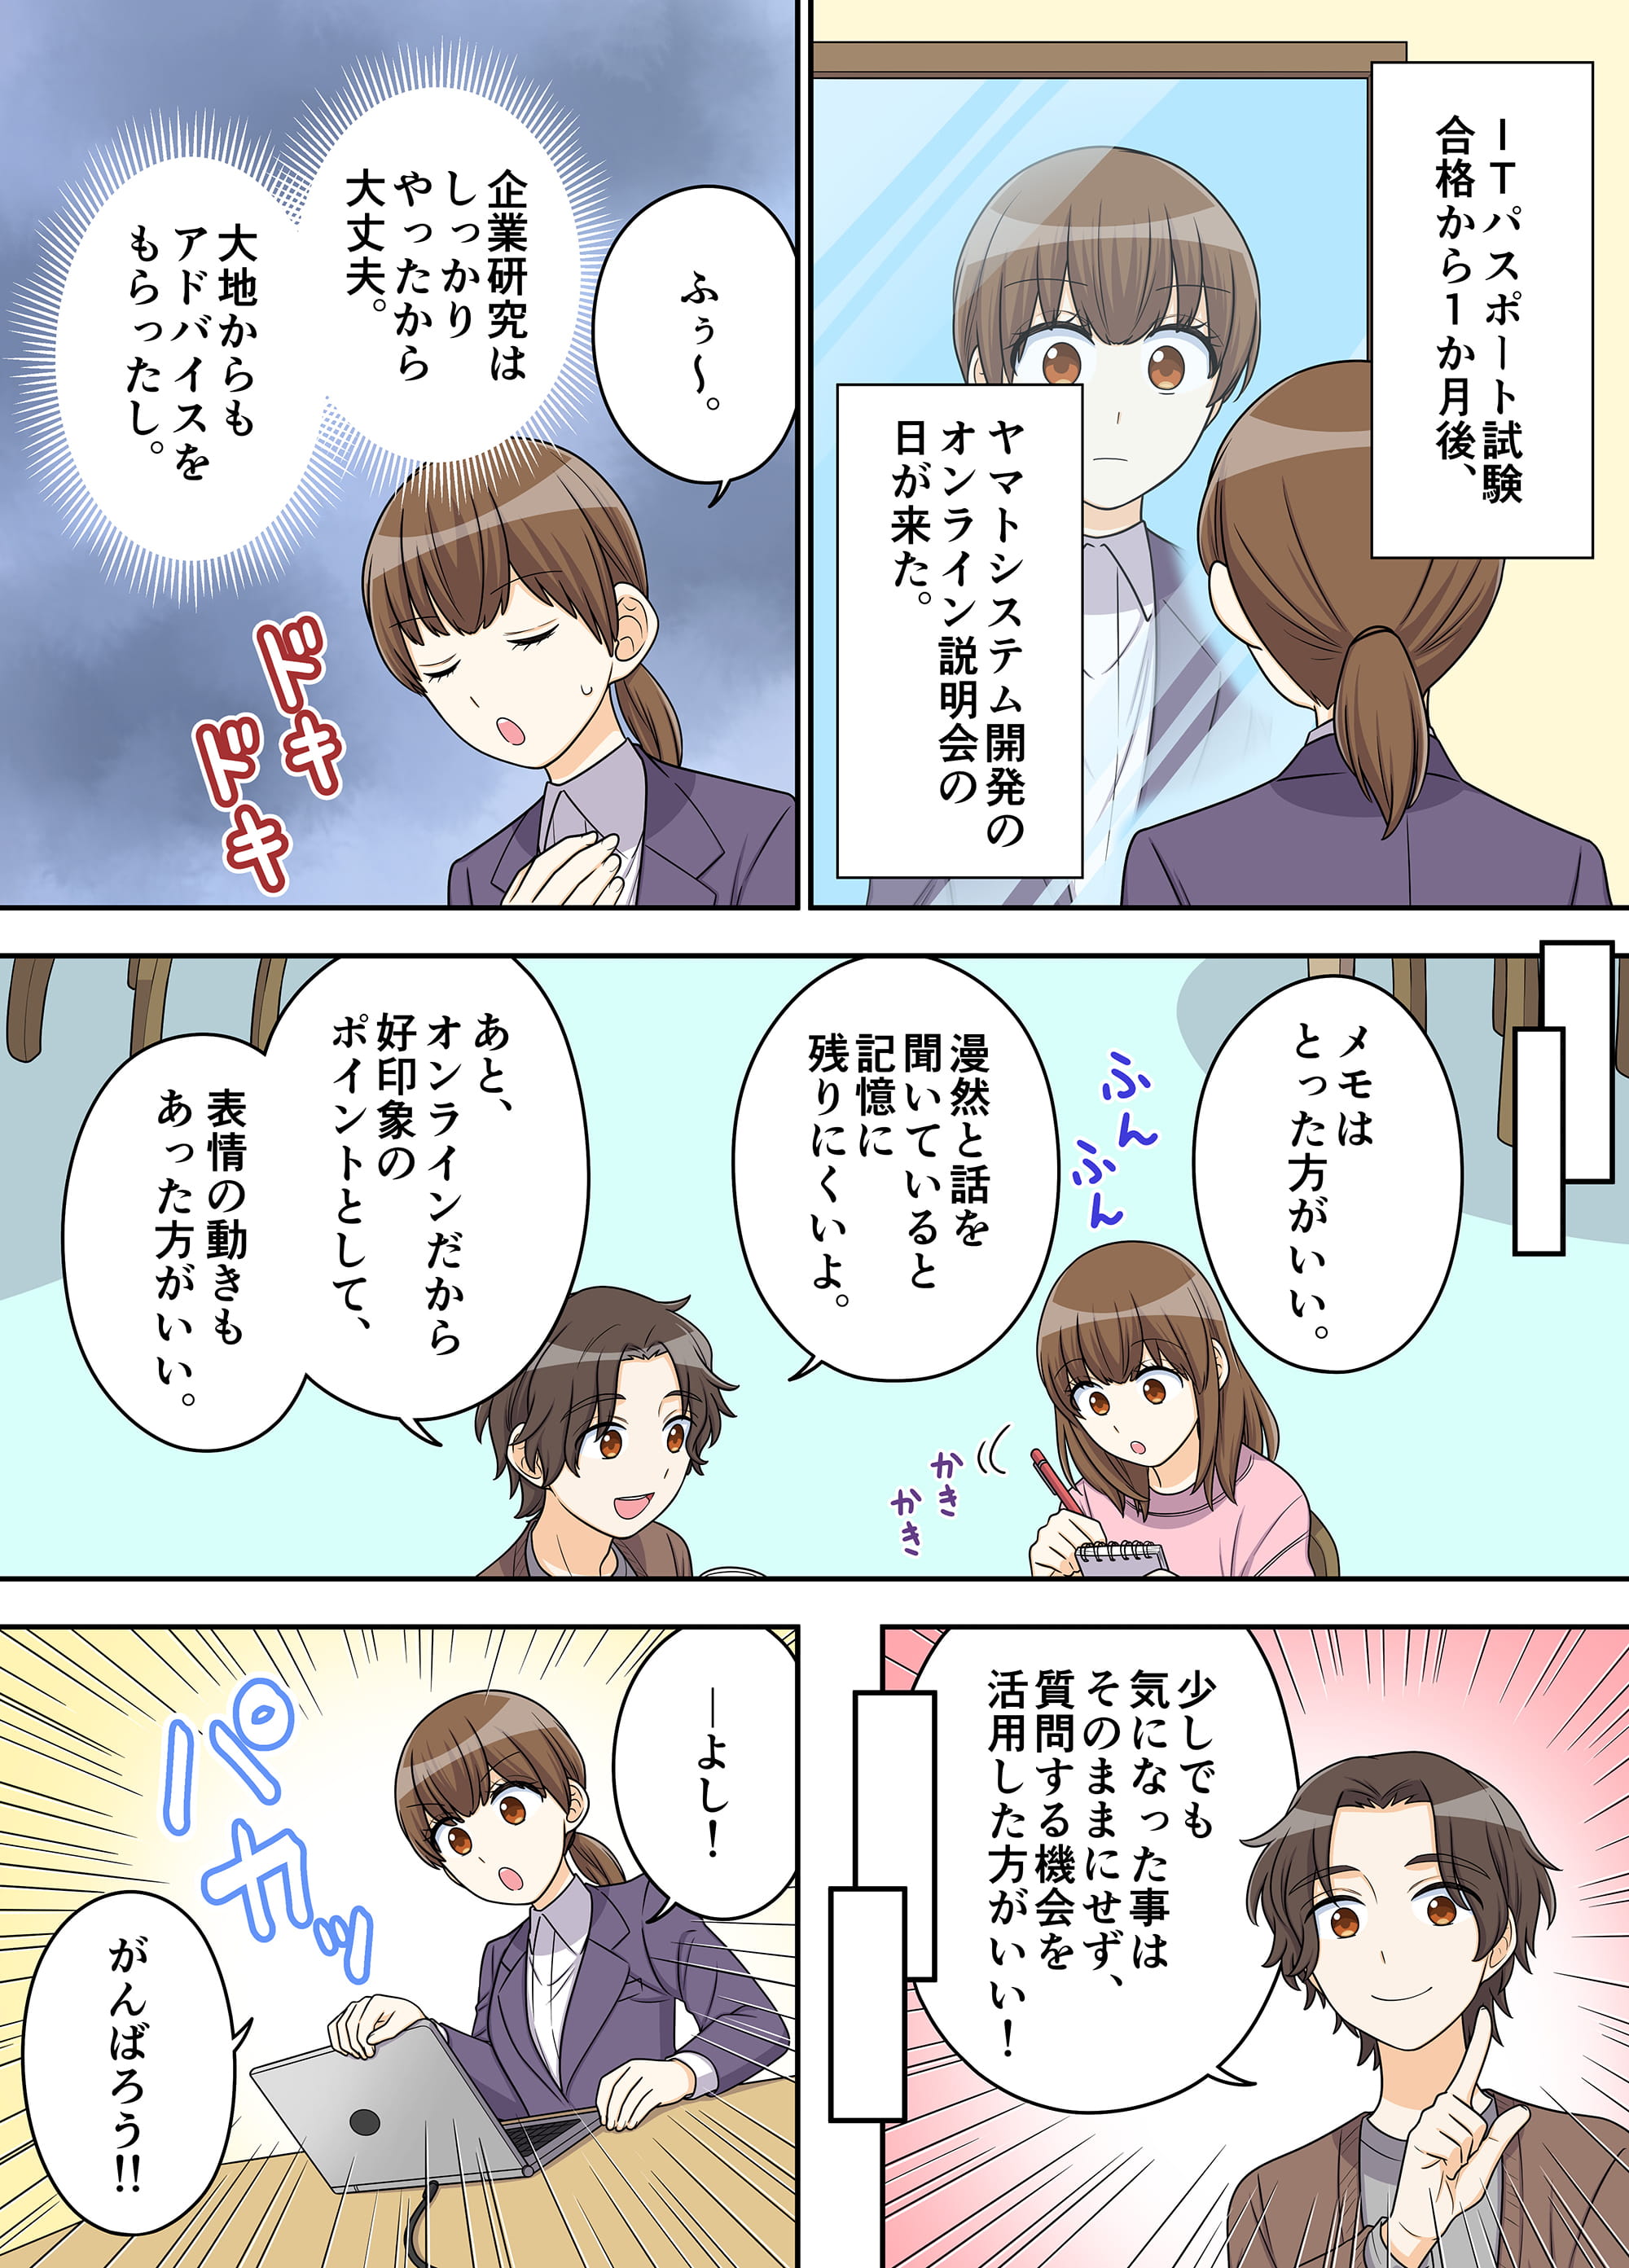 ITパスポート試験
合格から1か月後、
ヤマトシステム開発の
オンライン説明会の
日が来た。
ふぅ～。
企業研究は
しっかり
やったから
大丈夫。
大地からも
アドバイスを
もらったし。
ドキ
ドキ
メモは
とった方がいい。
ふんふん
漫然と話を
聞いていると
記憶に
残りにくいよ。
かき
かき
あと、
オンラインだから
好印象の
ポイントとして、
表情の動きも
あった方がいい。
少しでも
気になった事は
そのままにせず、
質問する機会を
活用した方がいい！
―よし！
パカッ
がんばろう!!